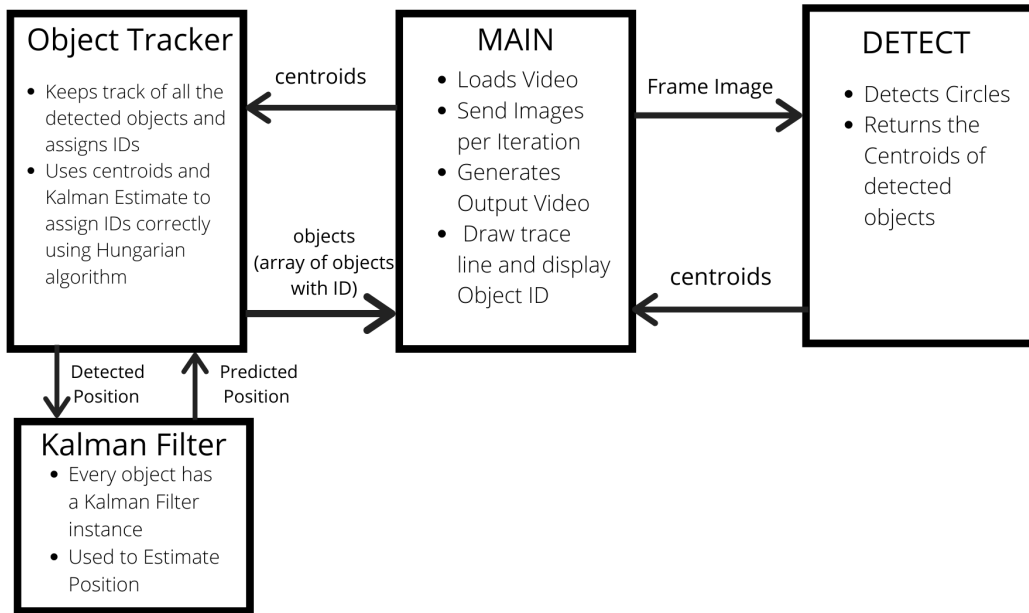 Object Tracker
• Keeps track of all the
detected objects and
assigns IDs
• Uses centroids and
Kalman Estimate to
assign IDs correctly
using Hungarian
algorithm
centroids
objects
(array of objects
with ID)
MAIN
• Loads Video
• Send Images
per Iteration
• Generates
Output Video
• Draw trace
line and display
Object ID
Frame Image
centroids
DETECT
• Detects Circles
• Returns the
Centroids of
detected
objects
Detected
Position
Predicted
Position
Kalman Filter
• Every object has
a Kalman Filter
instance
• Used to Estimate
Position